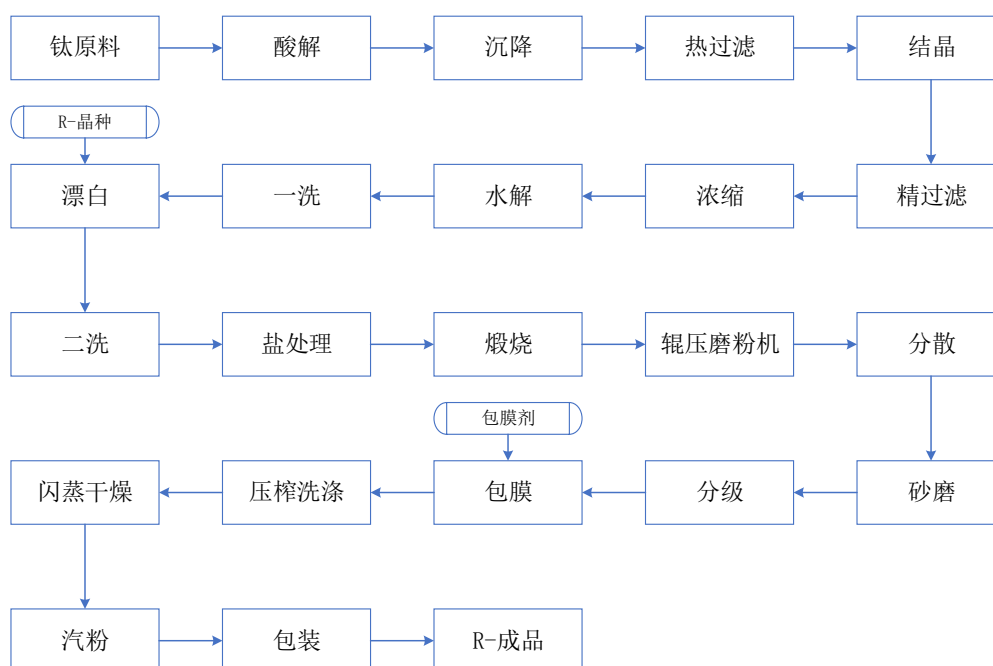 钛原料
酸解
沉降
热过滤
结晶
R-晶种
漂白
一洗
水解
浓缩
精过滤
二洗
盐处理
煅烧
辊压磨粉机
分散
包膜剂
闪蒸干燥
压榨洗涤
包膜
分级
砂磨
汽粉
包装
R-成品